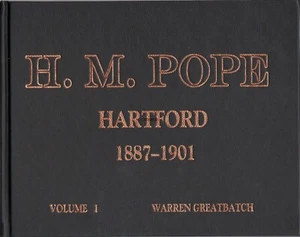 H. M. POPE
HARTFORD
1887-1901
VOLUME 1 WARREN GREATBATCH